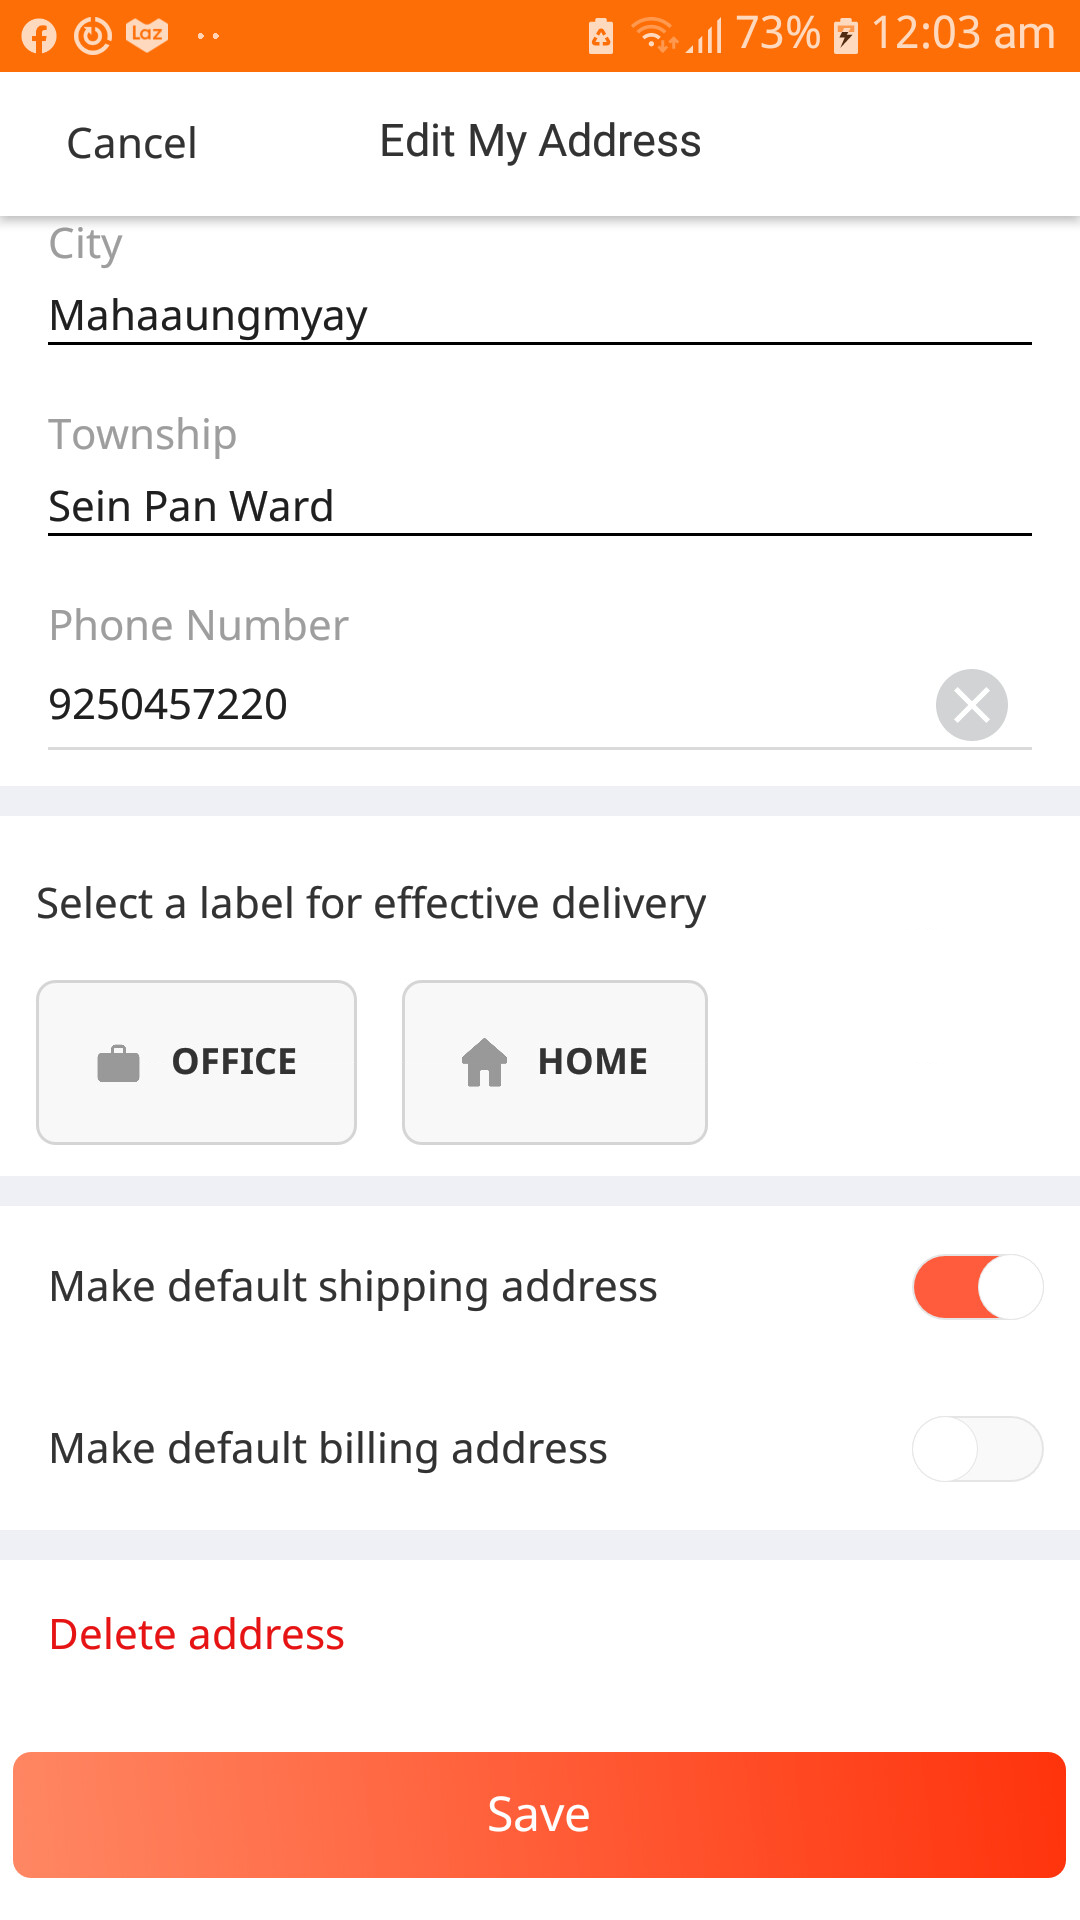 Laz 73% 12:03 am
Cancel Edit My Address
City
Mahaaungmyay
Township
Sein Pan Ward
Phone Number
9250457220
Select a label for effective delivery
OFFICE HOME
Make default shipping address
Make default billing address
Delete address
Save